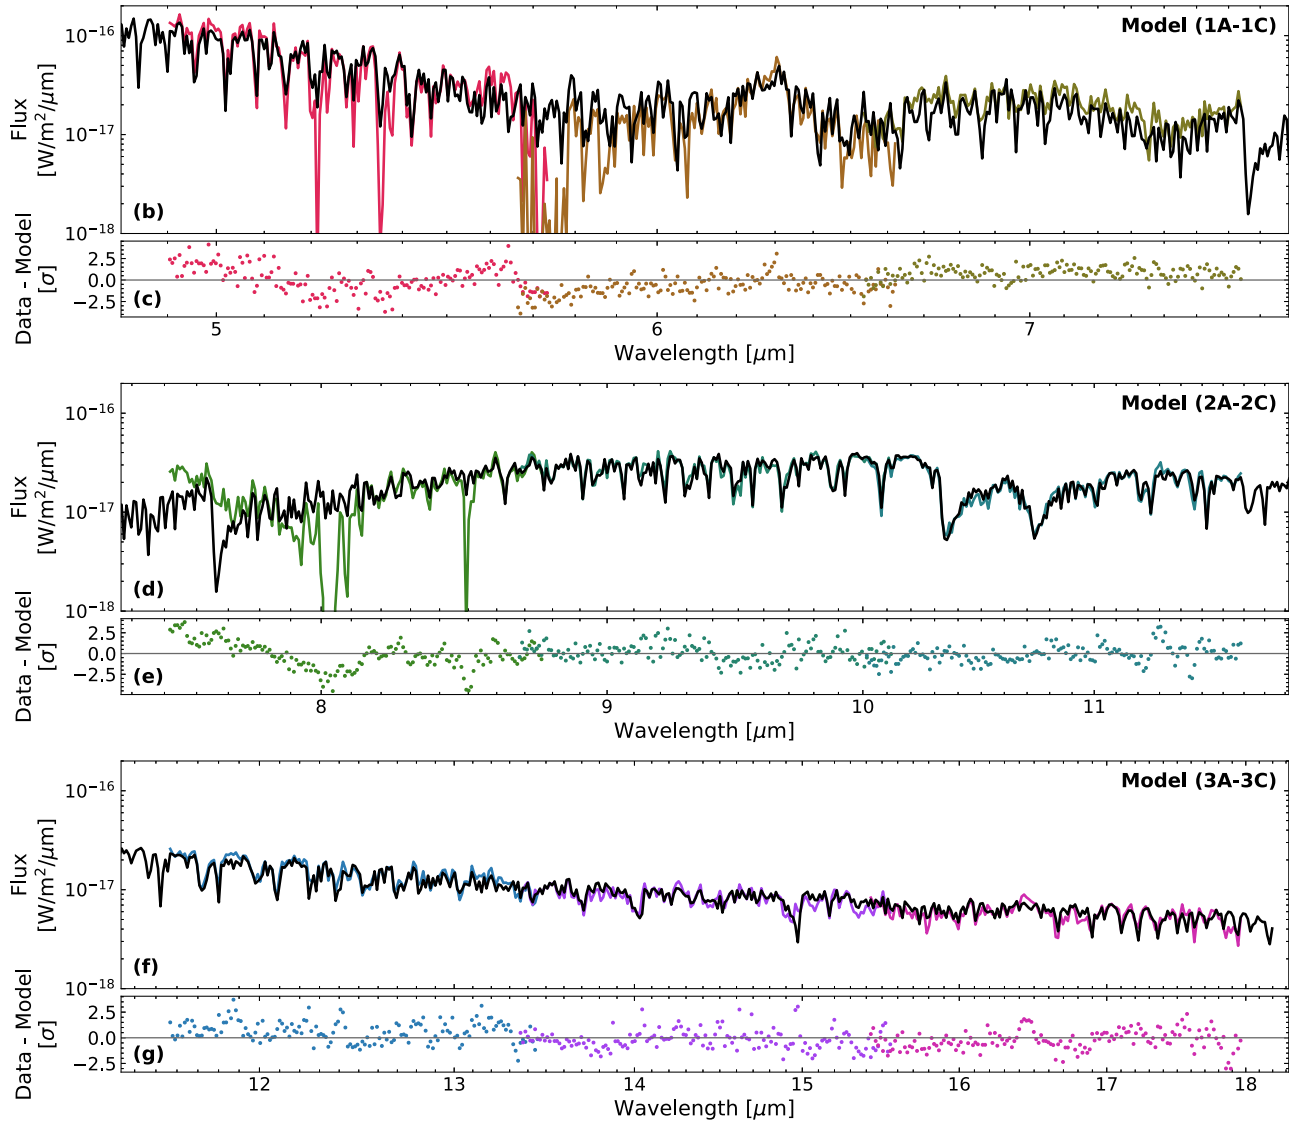 Model (1A-1C)
10⁻¹⁶
10⁻¹⁷
10⁻¹⁸
Flux
[W/m²/μm]
(b)
Data - Model
[σ]
2.5
0.0
−2.5
(c)
5 6 7
Wavelength [μm]
Model (2A-2C)
10⁻¹⁶
10⁻¹⁷
10⁻¹⁸
Flux
[W/m²/μm]
(d)
Data - Model
[σ]
2.5
0.0
−2.5
(e)
8 9 10 11
Wavelength [μm]
Model (3A-3C)
10⁻¹⁶
10⁻¹⁷
10⁻¹⁸
Flux
[W/m²/μm]
(f)
Data - Model
[σ]
2.5
0.0
−2.5
(g)
12 13 14 15 16 17 18
Wavelength [μm]